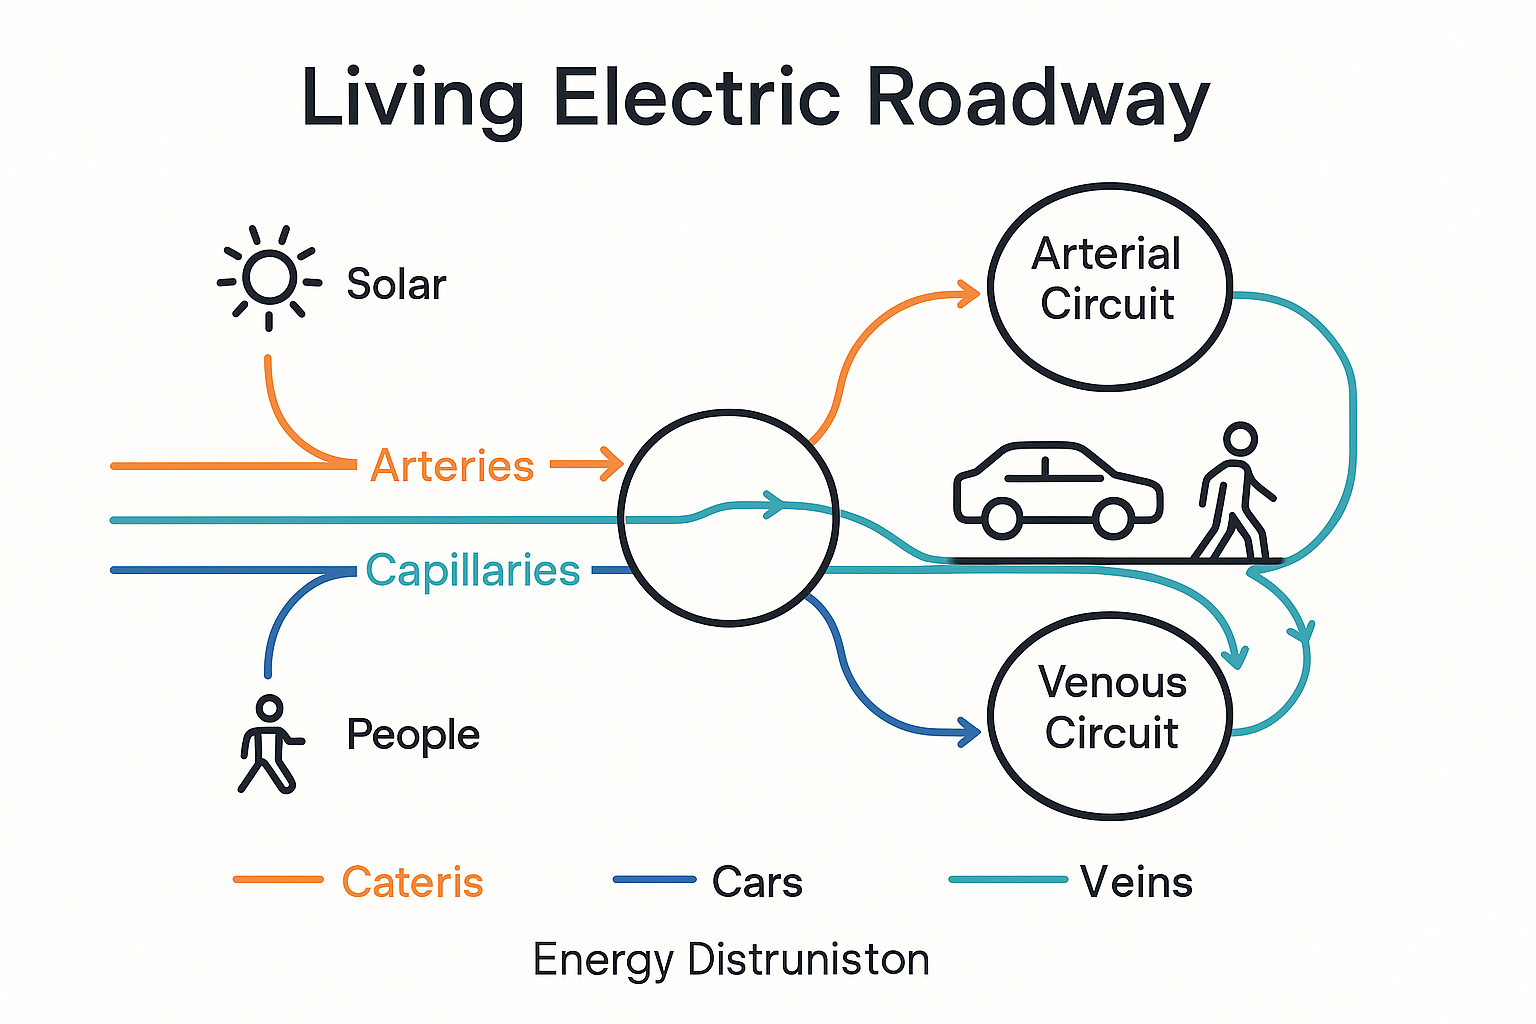 Living Electric Roadway
Solar
Arterial
Circuit
Arteries
Capillaries
Venous
Circuit
People
Cateris
Cars
Veins
Energy Distruniston